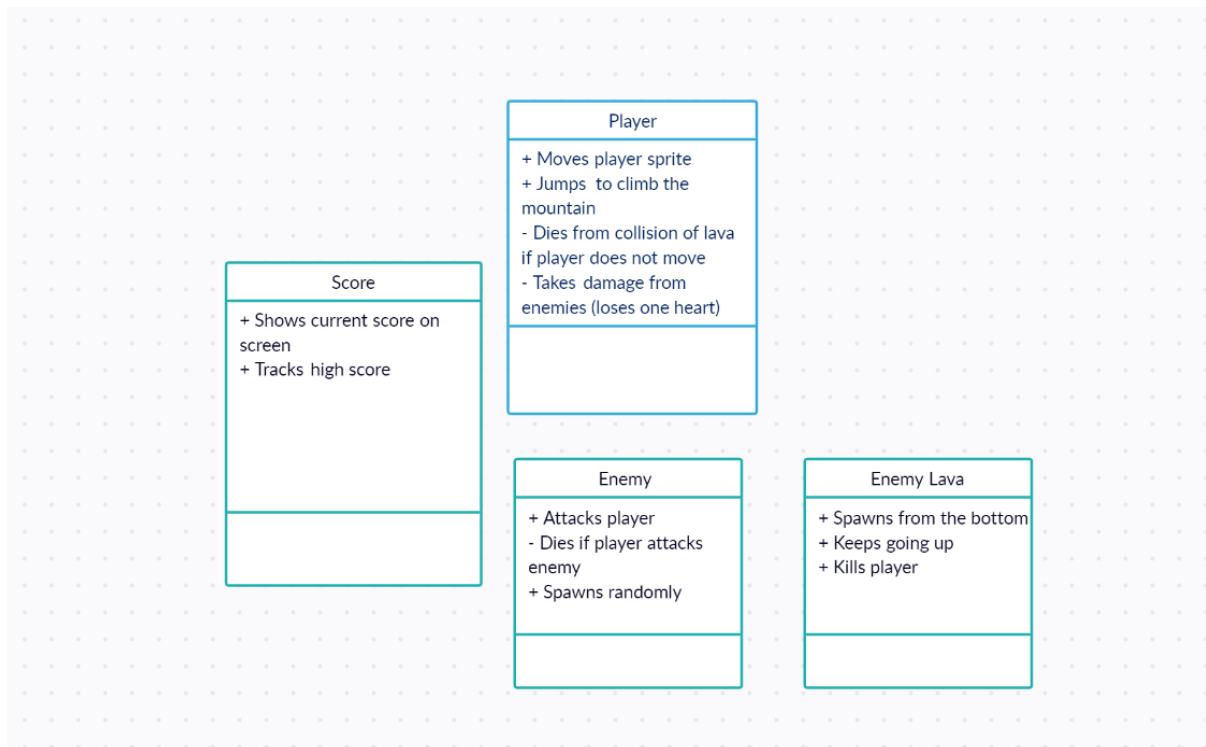 Player
+ Moves player sprite
+ Jumps to climb the
mountain
- Dies from collision of lava
if player does not move
- Takes damage from
enemies (loses one heart)
Score
+ Shows current score on
screen
+ Tracks high score
Enemy
+ Attacks player
- Dies if player attacks
enemy
+ Spawns randomly
Enemy Lava
+ Spawns from the bottom
+ Keeps going up
+ Kills player